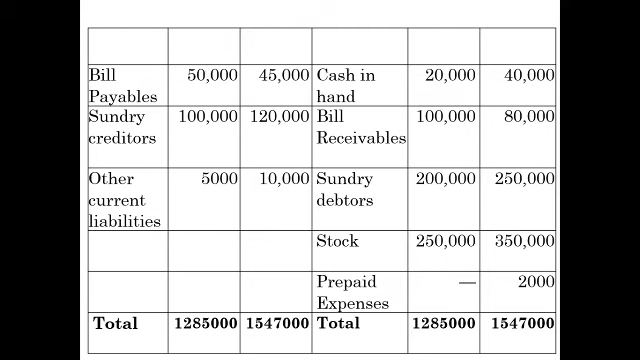 Bill 50,000 45,000 Cash in 20,000 40,000
Payables hand
Sundry 100,000 120,000 Bill 100,000 80,000
creditors Receivables
Other 5000 10,000 Sundry 200,000 250,000
current debtors
liabilities
Stock 250,000 350,000
Prepaid — 2000
Expenses
Total 1285000 1547000 Total 1285000 1547000